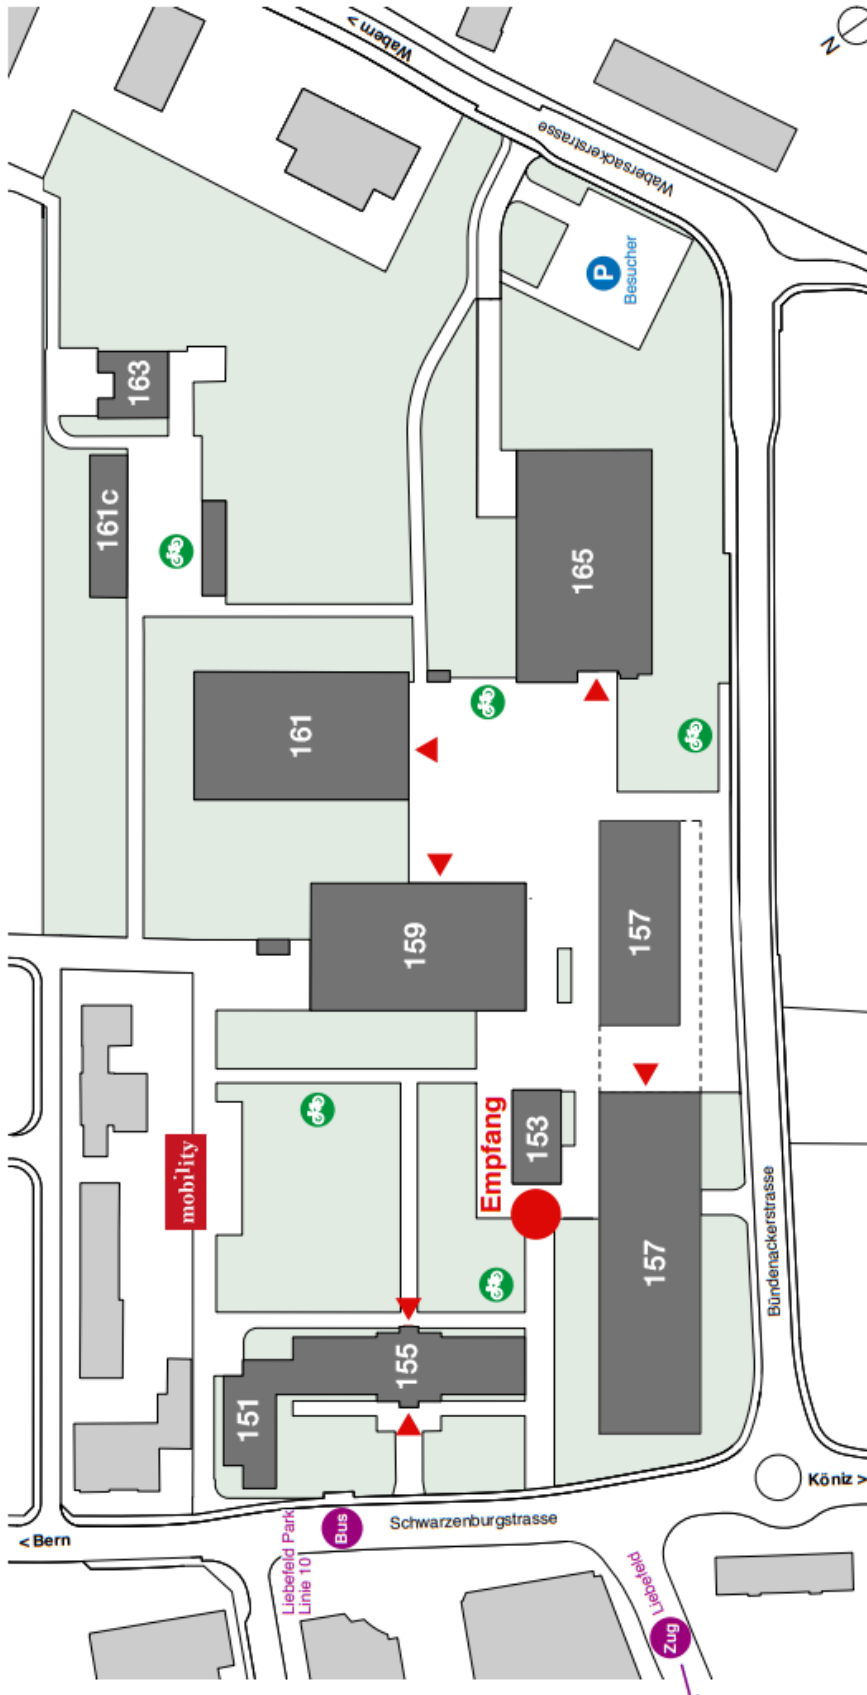 N
Wabern >
Wabersackerstrasse
P
Besucher
163
161c
165
161
159
157
mobility
Empfang
153
157
155
151
Bündenackerstrasse
Köniz >
< Bern
Liebefeld Park
Linie 10
Bus
Schwarzenburgstrasse
Liebefeld
Zug